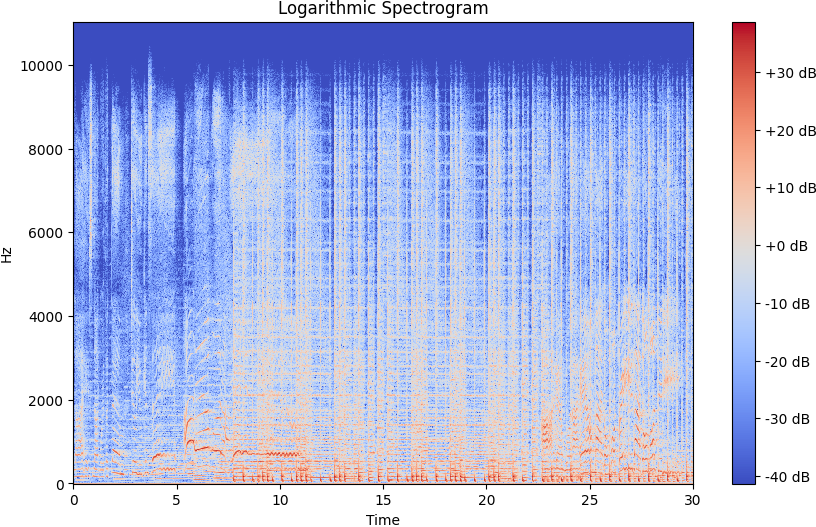 Logarithmic Spectrogram
Hz
10000
8000
6000
4000
2000
0
0 5 10 15 20 25 30
Time
+30 dB
+20 dB
+10 dB
+0 dB
-10 dB
-20 dB
-30 dB
-40 dB